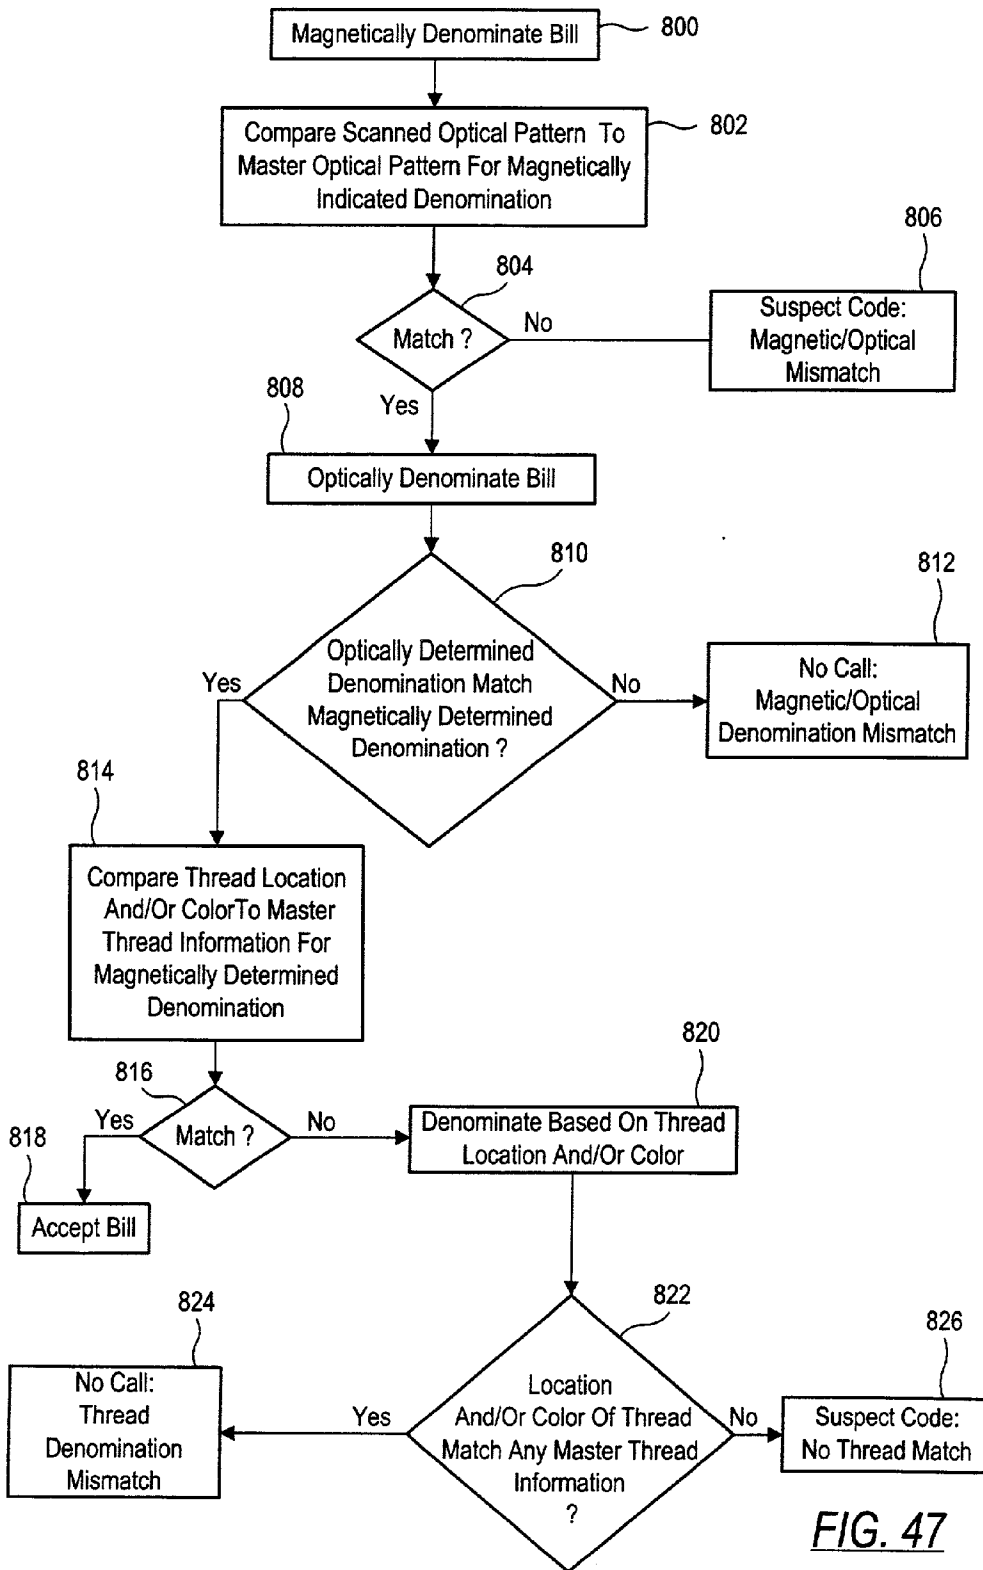 Magnetically Denominate Bill
800
Compare Scanned Optical Pattern To
Master Optical Pattern For Magnetically
Indicated Denomination
802
804
Match ?
No
Yes
806
Suspect Code:
Magnetic/Optical
Mismatch
808
Optically Denominate Bill
810
Optically Determined
Denomination Match
Magnetically Determined
Denomination ?
Yes
No
812
No Call:
Magnetic/Optical
Denomination Mismatch
814
Compare Thread Location
And/Or ColorTo Master
Thread Information For
Magnetically Determined
Denomination
816
Match ?
Yes
No
818
Accept Bill
820
Denominate Based On Thread
Location And/Or Color
822
Location
And/Or Color Of Thread
Match Any Master Thread
Information
?
Yes
No
824
No Call:
Thread
Denomination
Mismatch
826
Suspect Code:
No Thread Match
FIG. 47